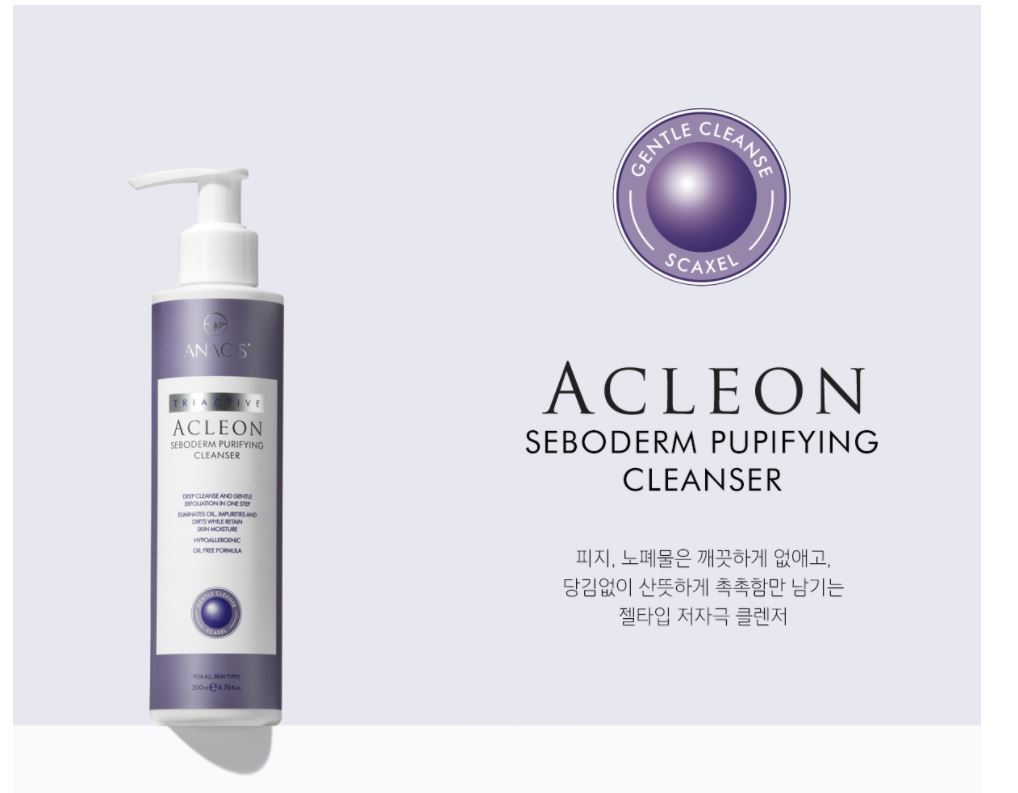 GENTLE CLEANSE
SCAXEL
ACLEON
SEBODERM PUPIFYING
CLEANSER
피지, 노폐물은 깨끗하게 없애고,
당김없이 산뜻하게 촉촉함만 남기는
젤타입 저자극 클렌저
ANACIS
TRIACTIVE
ACLEON
SEBODERM PURIFYING
CLEANSER
DEEP CLEANSE AND GENTLE
EXFOLIATION IN ONE STEP
ELIMINATES OIL, IMPURITIES AND
DIRTS WHILE RETAIN
SKIN MOISTURE
HYPOALLERGENIC
OIL FREE FORMULA
GENTLE CLEANSE
SCAXEL
FOR ALL SKIN TYPES
200ml ℮ 6.76fl.oz